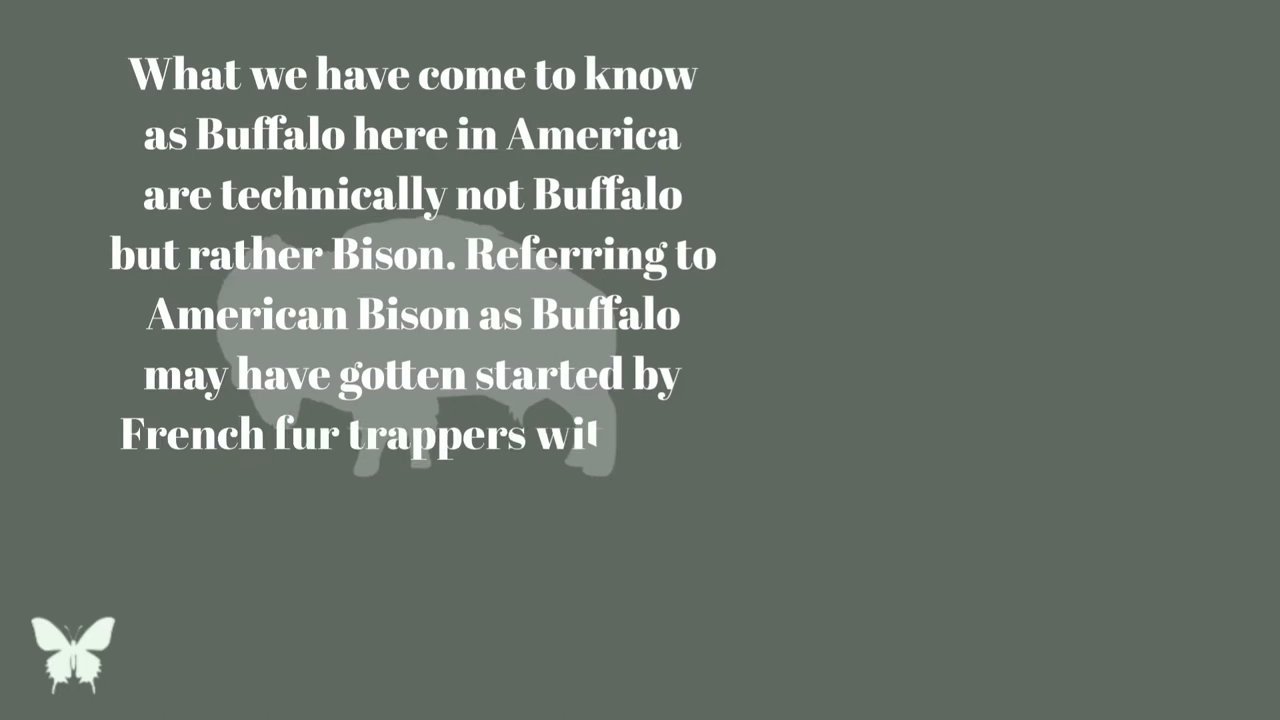 What we have come to know
as Buffalo here in America
are technically not Buffalo
but rather Bison. Referring to
American Bison as Buffalo
may have gotten started by
French fur trappers wit